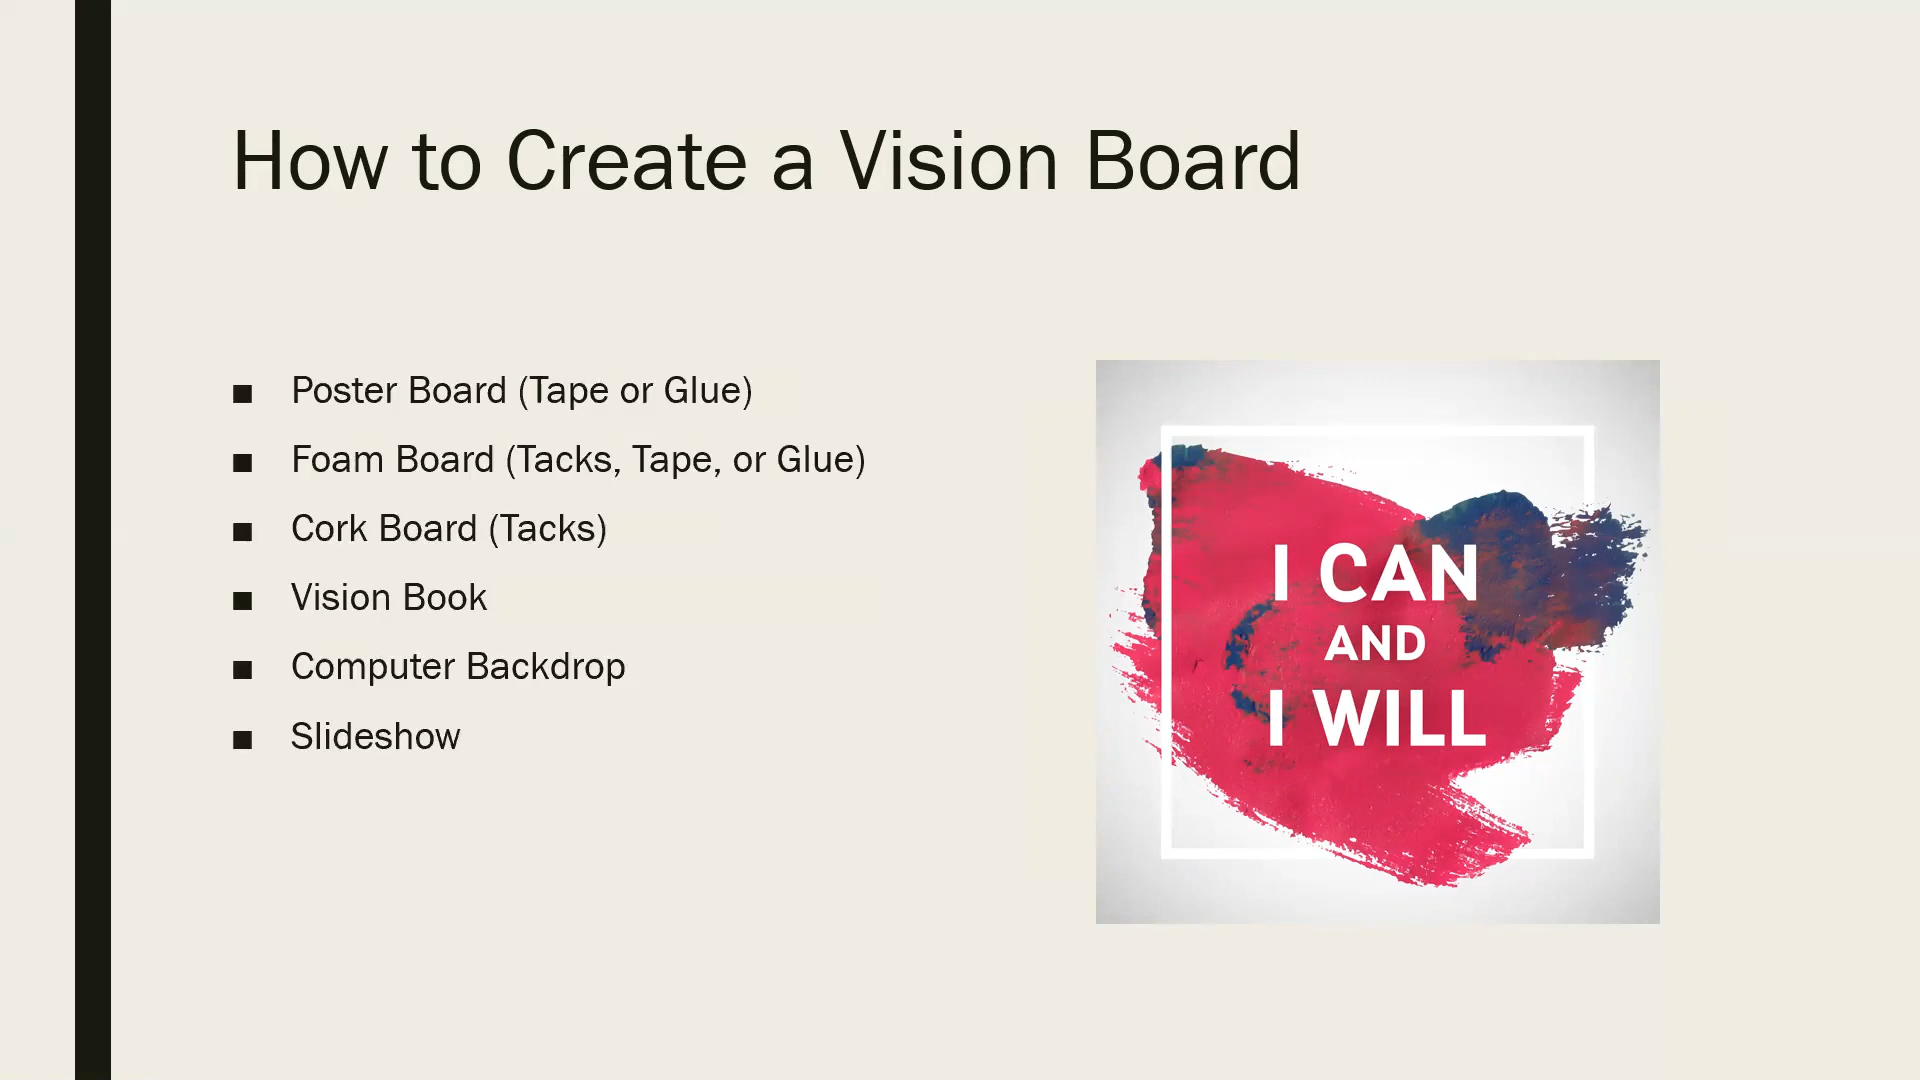 How to Create a Vision Board
■ Poster Board (Tape or Glue)
■ Foam Board (Tacks, Tape, or Glue)
■ Cork Board (Tacks)
■ Vision Book
■ Computer Backdrop
■ Slideshow
I CAN
AND
I WILL